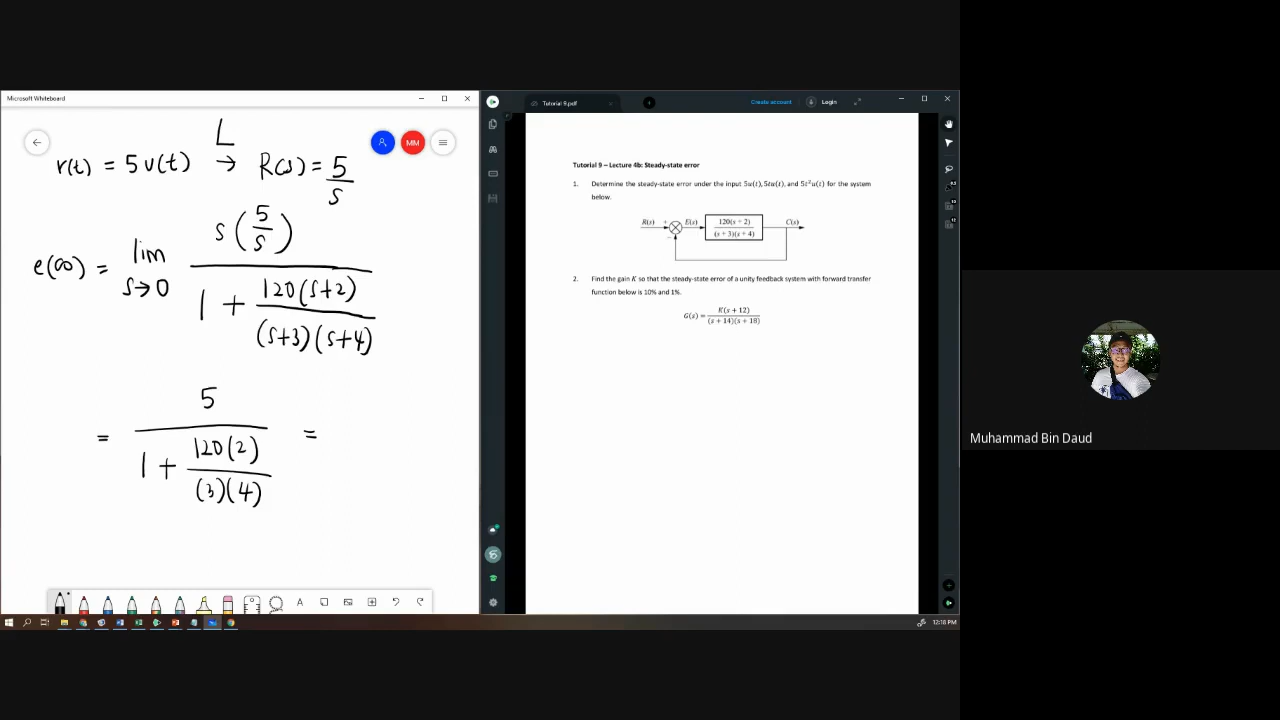 Microsoft Whiteboard
MM
L
r(t) = 5u(t) → R(s) = 5/s
e(∞) = lim s→0 s(5/s) / (1 + 120(s+2) / (s+3)(s+4))
= 5 / (1 + 120(2) / (3)(4)) =
A
Tutorial 9.pdf
Create account
Login
Tutorial 9 – Lecture 4b: Steady-state error
1. Determine the steady-state error under the input 5u(t), 5tu(t), and 5t²u(t) for the system
below.
R(s) + − E(s) 120(s + 2) / (s + 3)(s + 4) C(s)
2. Find the gain K so that the steady-state error of a unity feedback system with forward transfer
function below is 10% and 1%.
G(s) = K(s + 12) / (s + 14)(s + 18)
12:18 PM
Muhammad Bin Daud